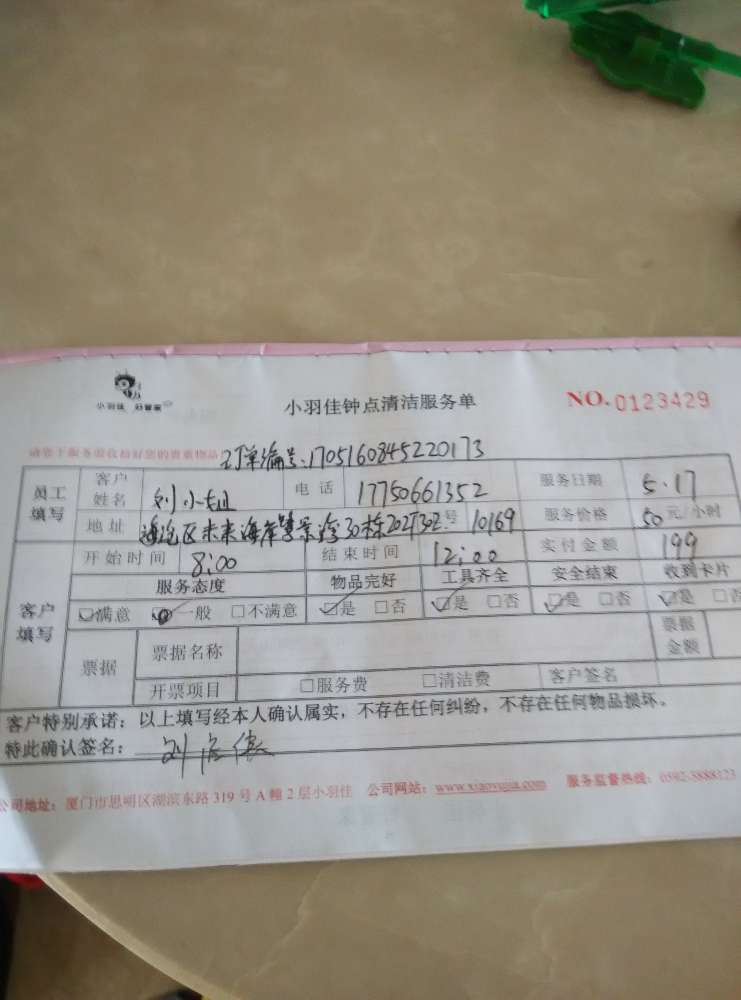 小羽佳 好管家
小羽佳钟点清洁服务单
NO.0123429
订单编号:1705160845220173
员工填写 客户姓名 刘小姐 电话 17750661352 服务日期 5.17
地址 未来海岸 30栋 号 10169 服务价格 50元/小时
开始时间 8:00 结束时间 12:00 实付金额 199
客户填写 服务态度 物品完好 工具齐全 安全结束 收到卡片
满意 一般 不满意 是 否 是 否 是 否 是 否
票据 票据名称 票据金额
开票项目 服务费 清洁费 客户签名
客户特别承诺:以上填写经本人确认属实,不存在任何纠纷,不存在任何物品损坏。
特此确认签名: 刘
公司地址:厦门市思明区湖滨东路319号A幢2层小羽佳 公司网站:www.xiaoyujia.com 服务监督热线:0592-5888123